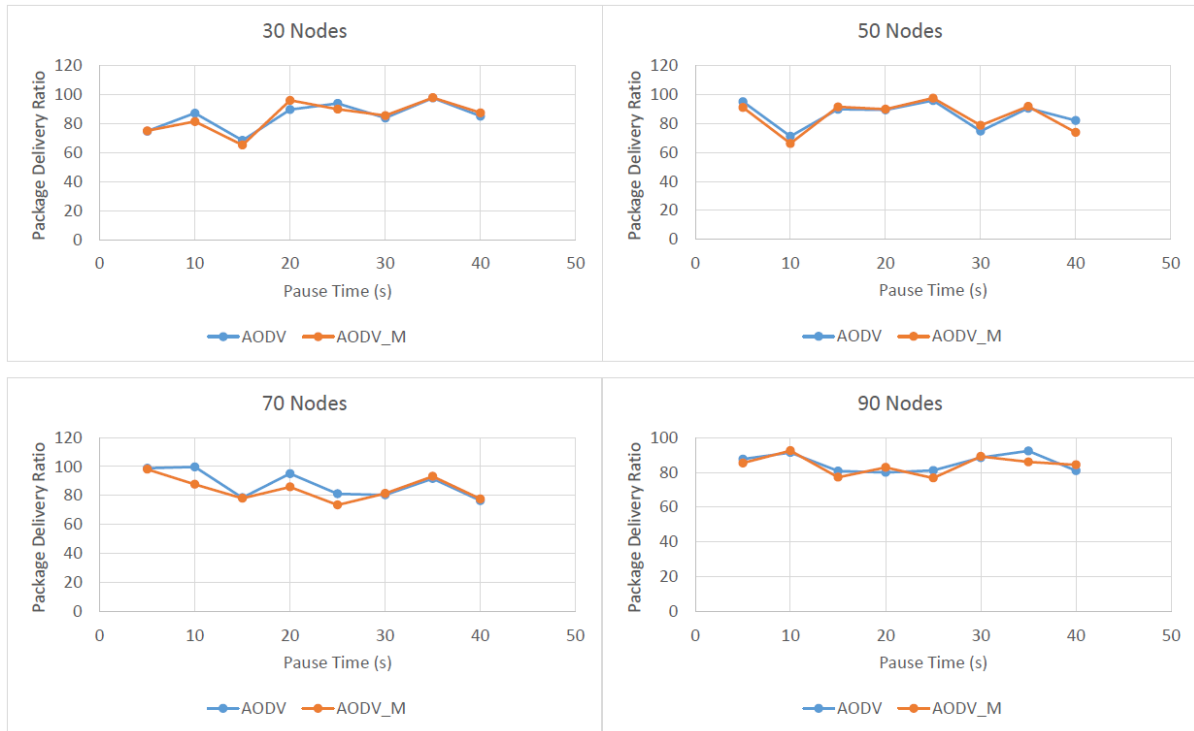 30 Nodes
Package Delivery Ratio
120
100
80
60
40
20
0
0 10 20 30 40 50
Pause Time (s)
AODV AODV_M
50 Nodes
Package Delivery Ratio
120
100
80
60
40
20
0
0 10 20 30 40 50
Pause Time (s)
AODV AODV_M
70 Nodes
Package Delivery Ratio
120
100
80
60
40
20
0
0 10 20 30 40 50
Pause Time (s)
AODV AODV_M
90 Nodes
Package Delivery Ratio
100
80
60
40
20
0
0 10 20 30 40 50
Pause Time (s)
AODV AODV_M